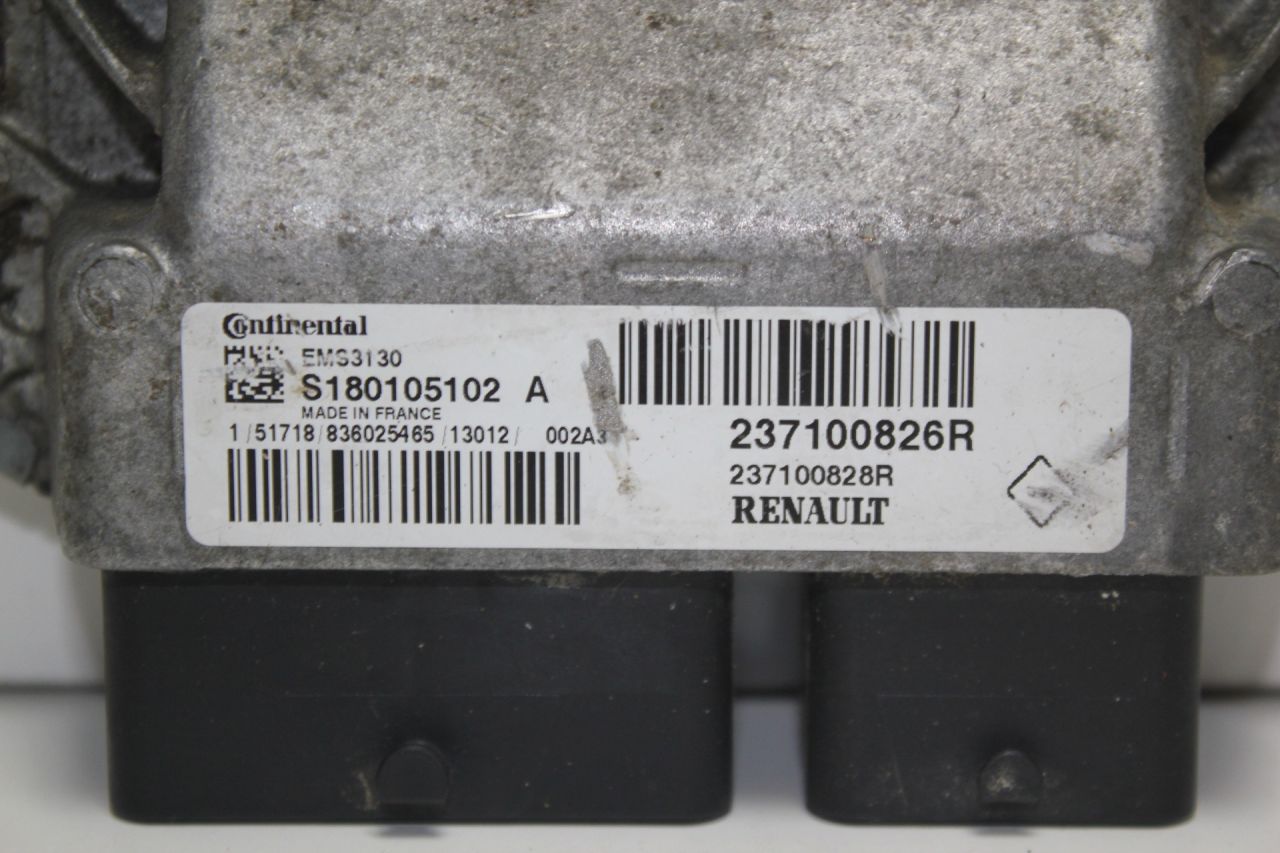 Continental
EMS3130
S180105102 A
MADE IN FRANCE
1/51718/836025465/13012/ 002A3
237100826R
237100828R
RENAULT